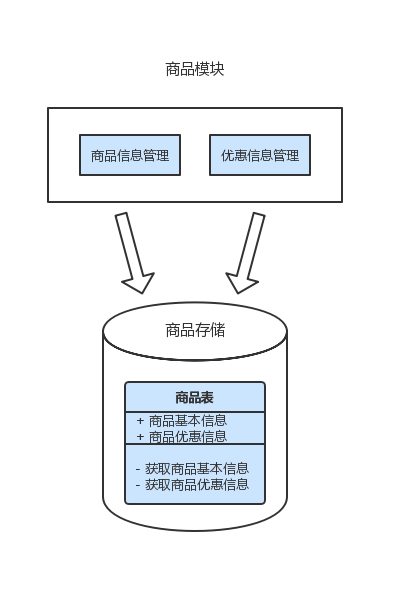 商品模块
商品信息管理
优惠信息管理
商品存储
商品表
+ 商品基本信息
+ 商品优惠信息
- 获取商品基本信息
- 获取商品优惠信息